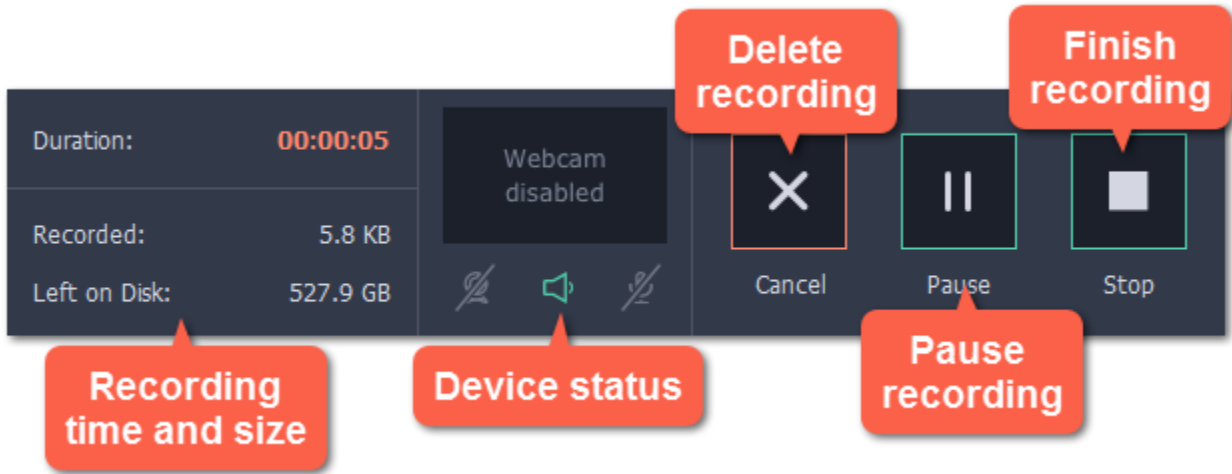 Delete
recording
Finish
recording
Duration: 00:00:05
Webcam
disabled
Recorded: 5.8 KB
Left on Disk: 527.9 GB
Cancel
Pause
Stop
Recording
time and size
Device status
Pause
recording